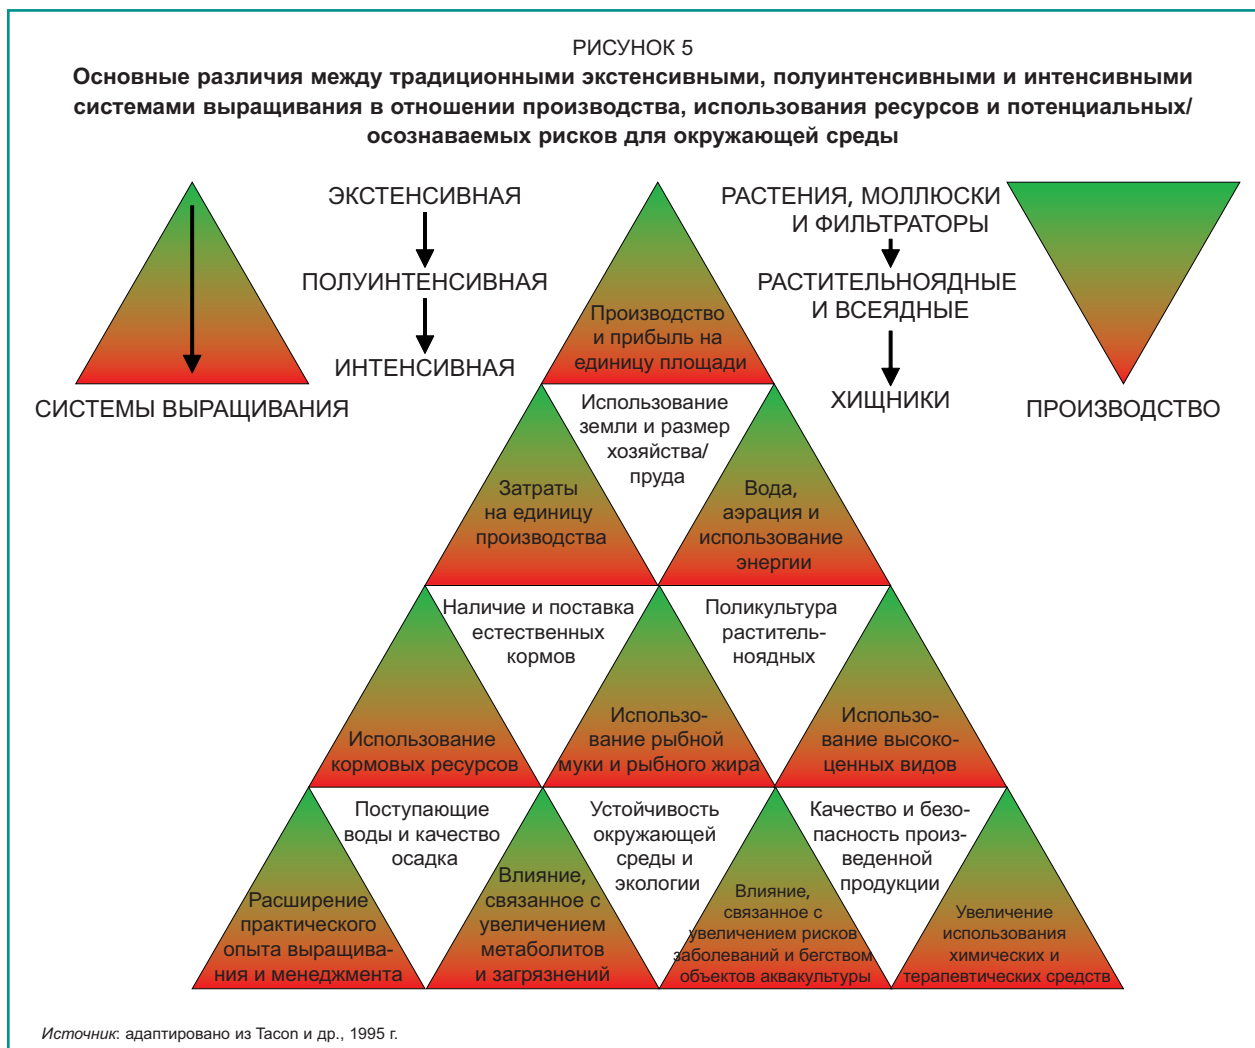 РИСУНОК 5
Основные различия между традиционными экстенсивными, полуинтенсивными и интенсивными
системами выращивания в отношении производства, использования ресурсов и потенциальных/
осознаваемых рисков для окружающей среды
ЭКСТЕНСИВНАЯ
ПОЛУИНТЕНСИВНАЯ
ИНТЕНСИВНАЯ
СИСТЕМЫ ВЫРАЩИВАНИЯ
РАСТЕНИЯ, МОЛЛЮСКИ
И ФИЛЬТРАТОРЫ
РАСТИТЕЛЬНОЯДНЫЕ
И ВСЕЯДНЫЕ
ХИЩНИКИ
ПРОИЗВОДСТВО
Производство
и прибыль на
единицу площади
Использование
земли и размер
хозяйства/
пруда
Затраты
на единицу
производства
Вода,
аэрация и
использование
энергии
Наличие и поставка
естественных
кормов
Поликультура
раститель-
ноядных
Использование
кормовых ресурсов
Использо-
вание рыбной
муки и рыбного жира
Использо-
вание высоко-
ценных видов
Поступающие
воды и качество
осадка
Устойчивость
окружающей
среды и
экологии
Качество и безо-
пасность произ-
веденной
продукции
Расширение
практического
опыта выращива-
ния и менеджмента
Влияние,
связанное с
увеличением
метаболитов
и загрязнений
Влияние,
связанное с
увеличением рисков
заболеваний и бегством
объектов аквакультуры
Увеличение
использования
химических и
терапевтических средств
Источник: адаптировано из Tacon и др., 1995 г.